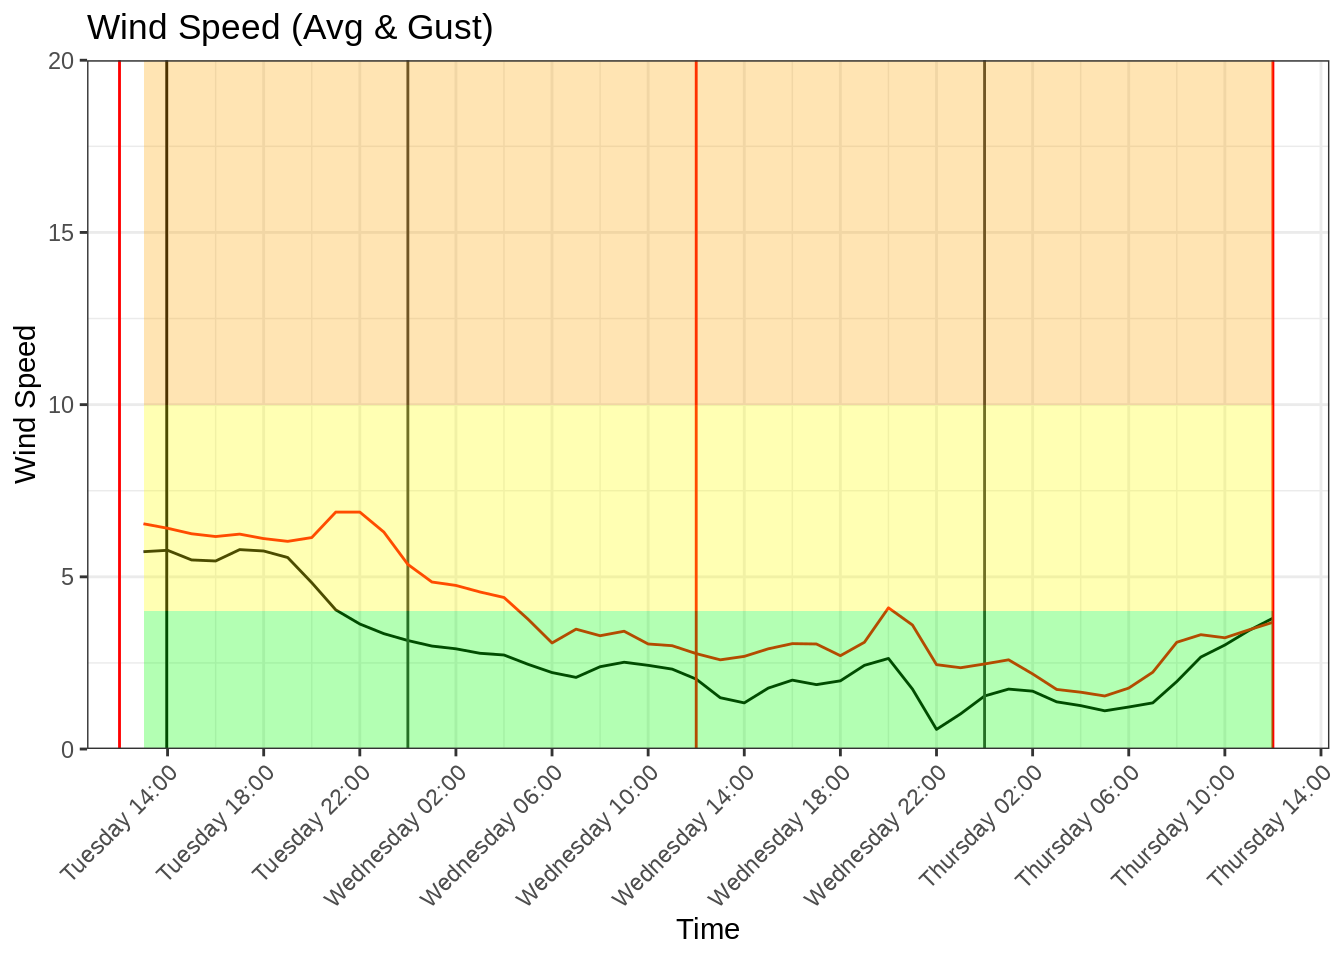 Wind Speed (Avg & Gust)
Wind Speed
20
15
10
5
0
Tuesday 14:00
Tuesday 18:00
Tuesday 22:00
Wednesday 02:00
Wednesday 06:00
Wednesday 10:00
Wednesday 14:00
Wednesday 18:00
Wednesday 22:00
Thursday 02:00
Thursday 06:00
Thursday 10:00
Thursday 14:00
Time